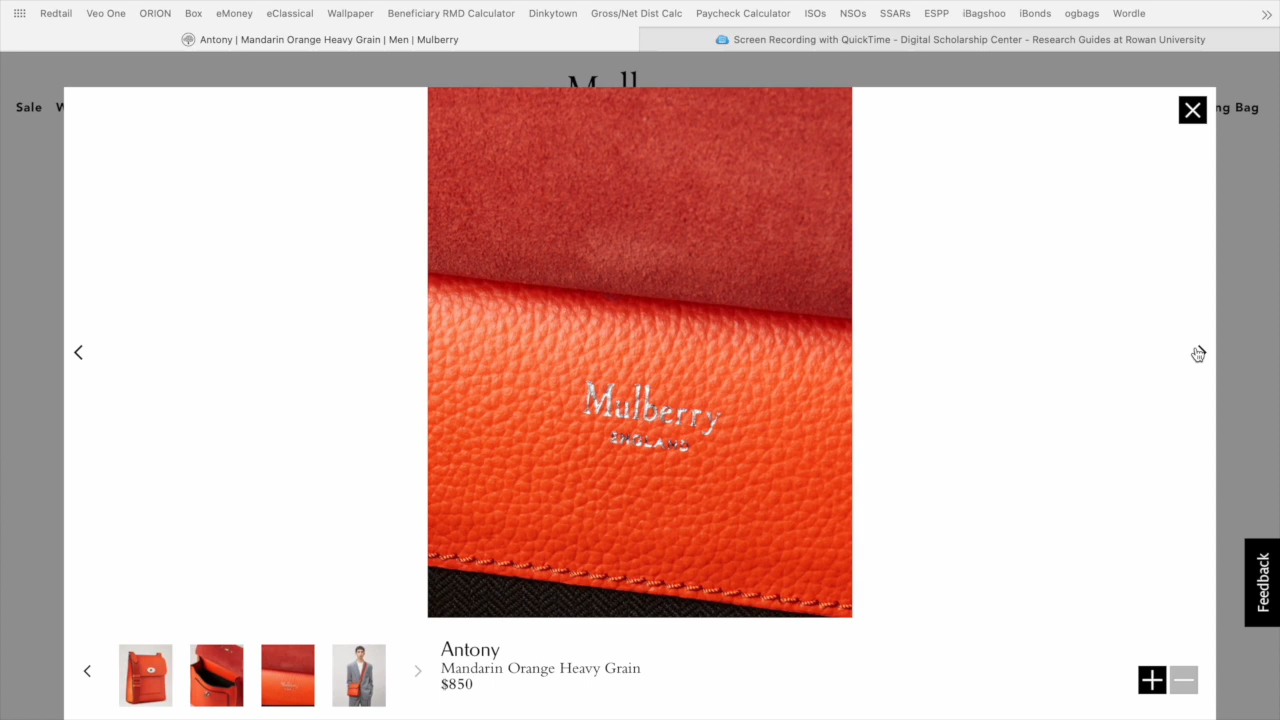 Redtail Veo One ORION Box eMoney eClassical Wallpaper Beneficiary RMD Calculator Dinkytown Gross/Net Dist Calc Paycheck Calculator ISOs NSOs SSARs ESPP iBagshoo iBonds ogbags Wordle
Antony | Mandarin Orange Heavy Grain | Men | Mulberry
Screen Recording with QuickTime - Digital Scholarship Center - Research Guides at Rowan University
Sale
Bag
Mulberry
ENGLAND
Feedback
Antony
Mandarin Orange Heavy Grain
$850